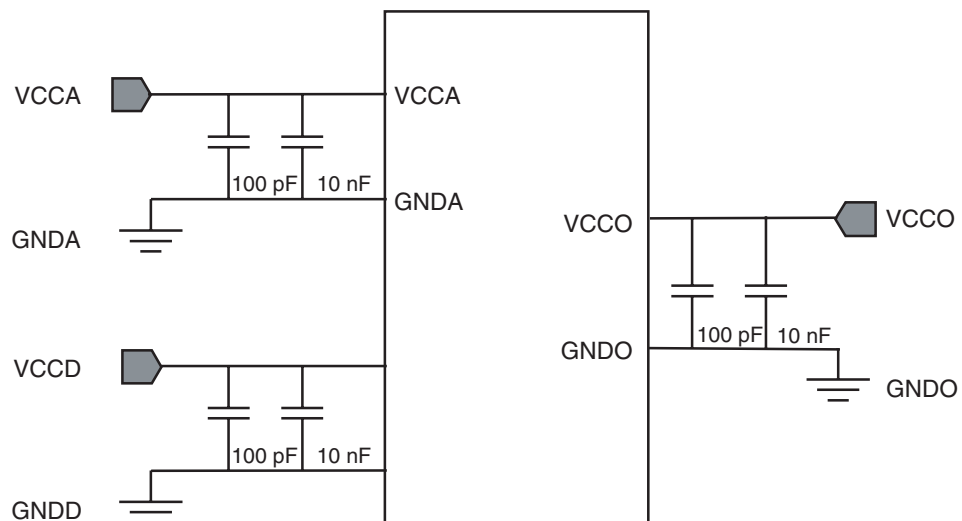 VCCA
VCCA
100 pF
10 nF
GNDA
GNDA
VCCO
VCCO
100 pF
10 nF
GNDO
GNDO
VCCD
100 pF
10 nF
GNDD